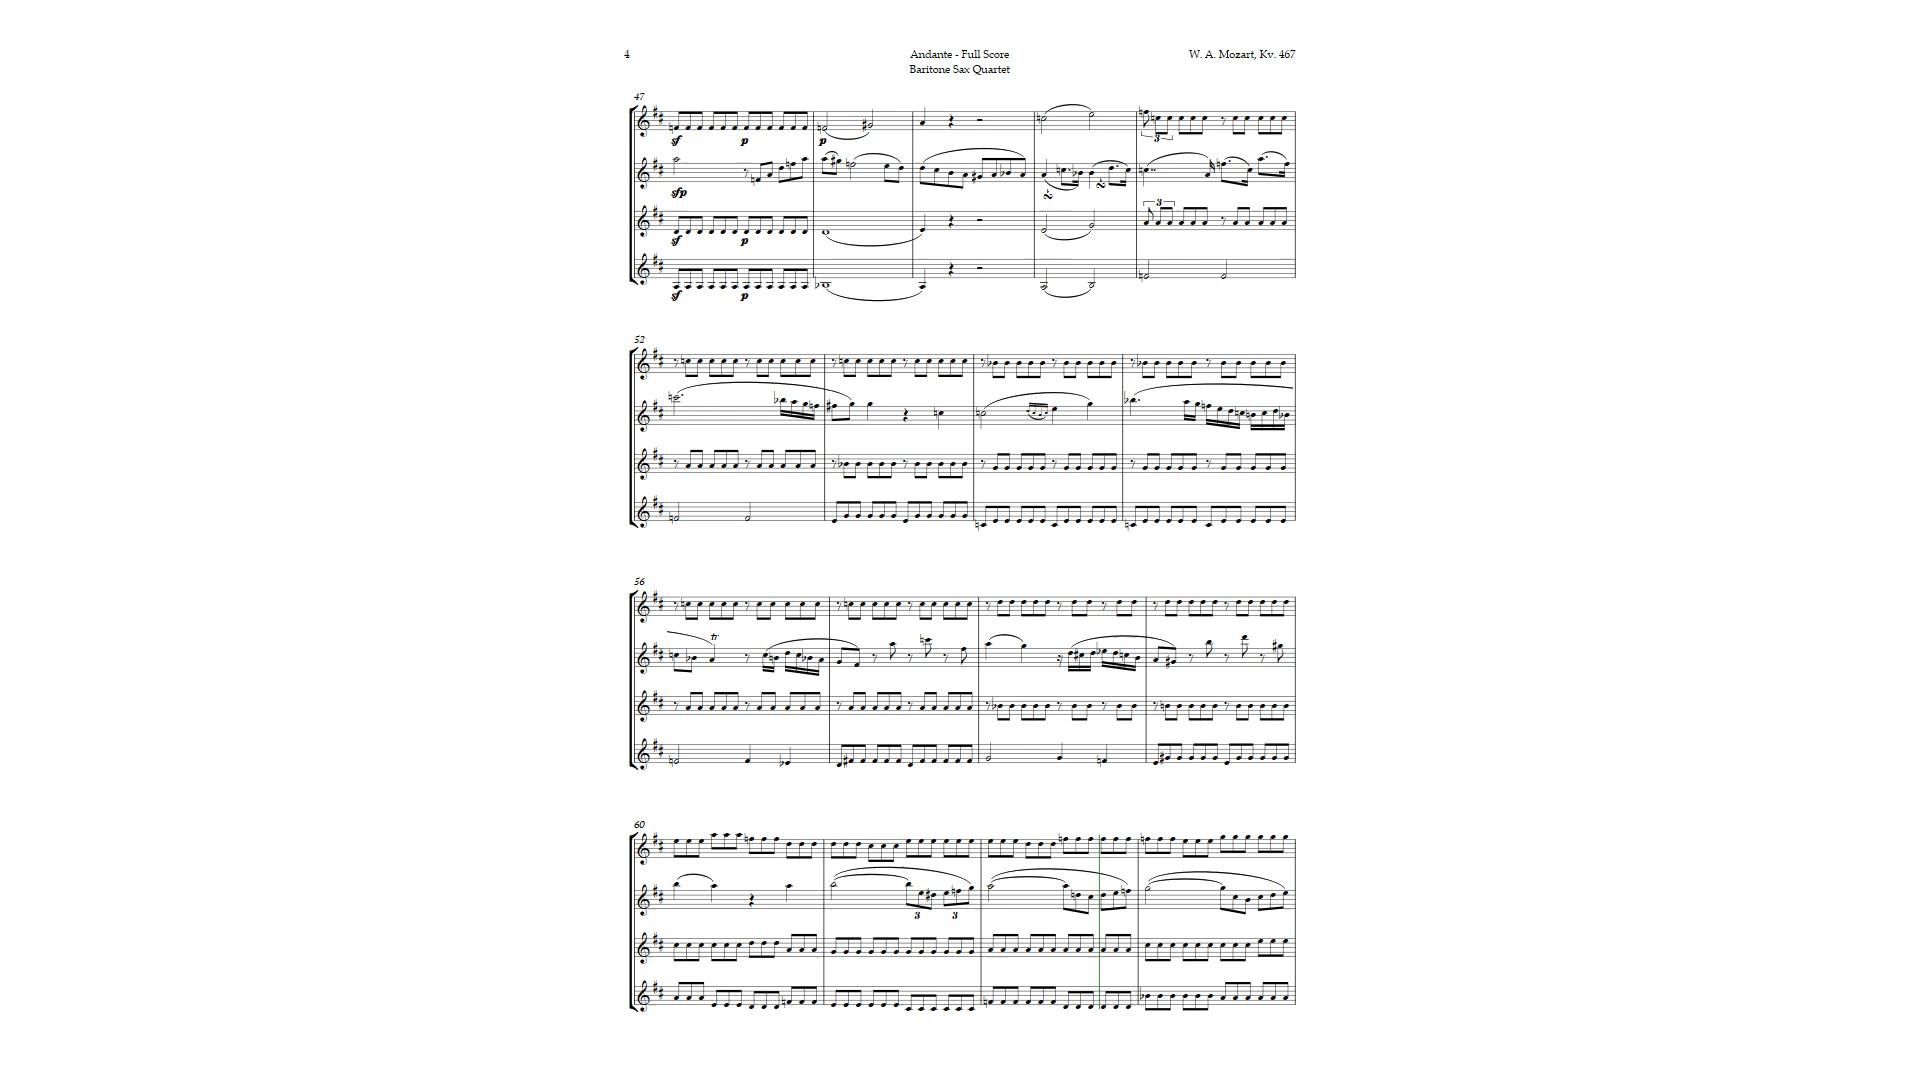 4 Andante - Full Score W. A. Mozart, Kv. 467
Baritone Sax Quartet
47
sf p p 3
sfp
3
sf p
sf p
52
56
tr
60
3 3